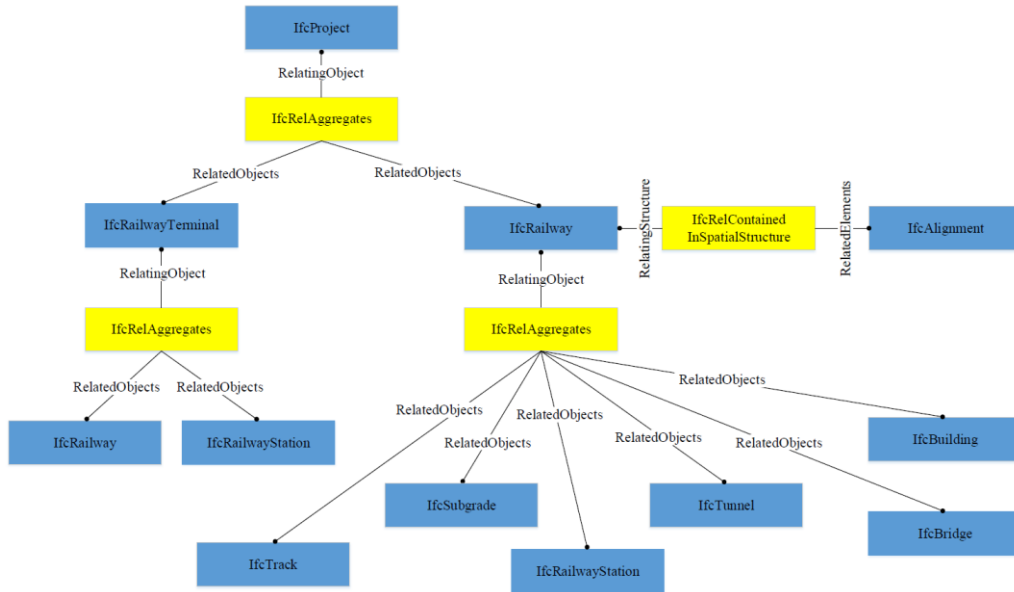 IfcProject
RelatingObject
IfcRelAggregates
RelatedObjects
RelatedObjects
IfcRailwayTerminal
IfcRailway
RelatingStructure
IfcRelContained
InSpatialStructure
RelatedElements
IfcAlignment
RelatingObject
RelatingObject
IfcRelAggregates
IfcRelAggregates
RelatedObjects
RelatedObjects
RelatedObjects
RelatedObjects
RelatedObjects
RelatedObjects
RelatedObjects
RelatedObjects
IfcRailway
IfcRailwayStation
IfcBuilding
IfcSubgrade
IfcTunnel
IfcBridge
IfcTrack
IfcRailwayStation